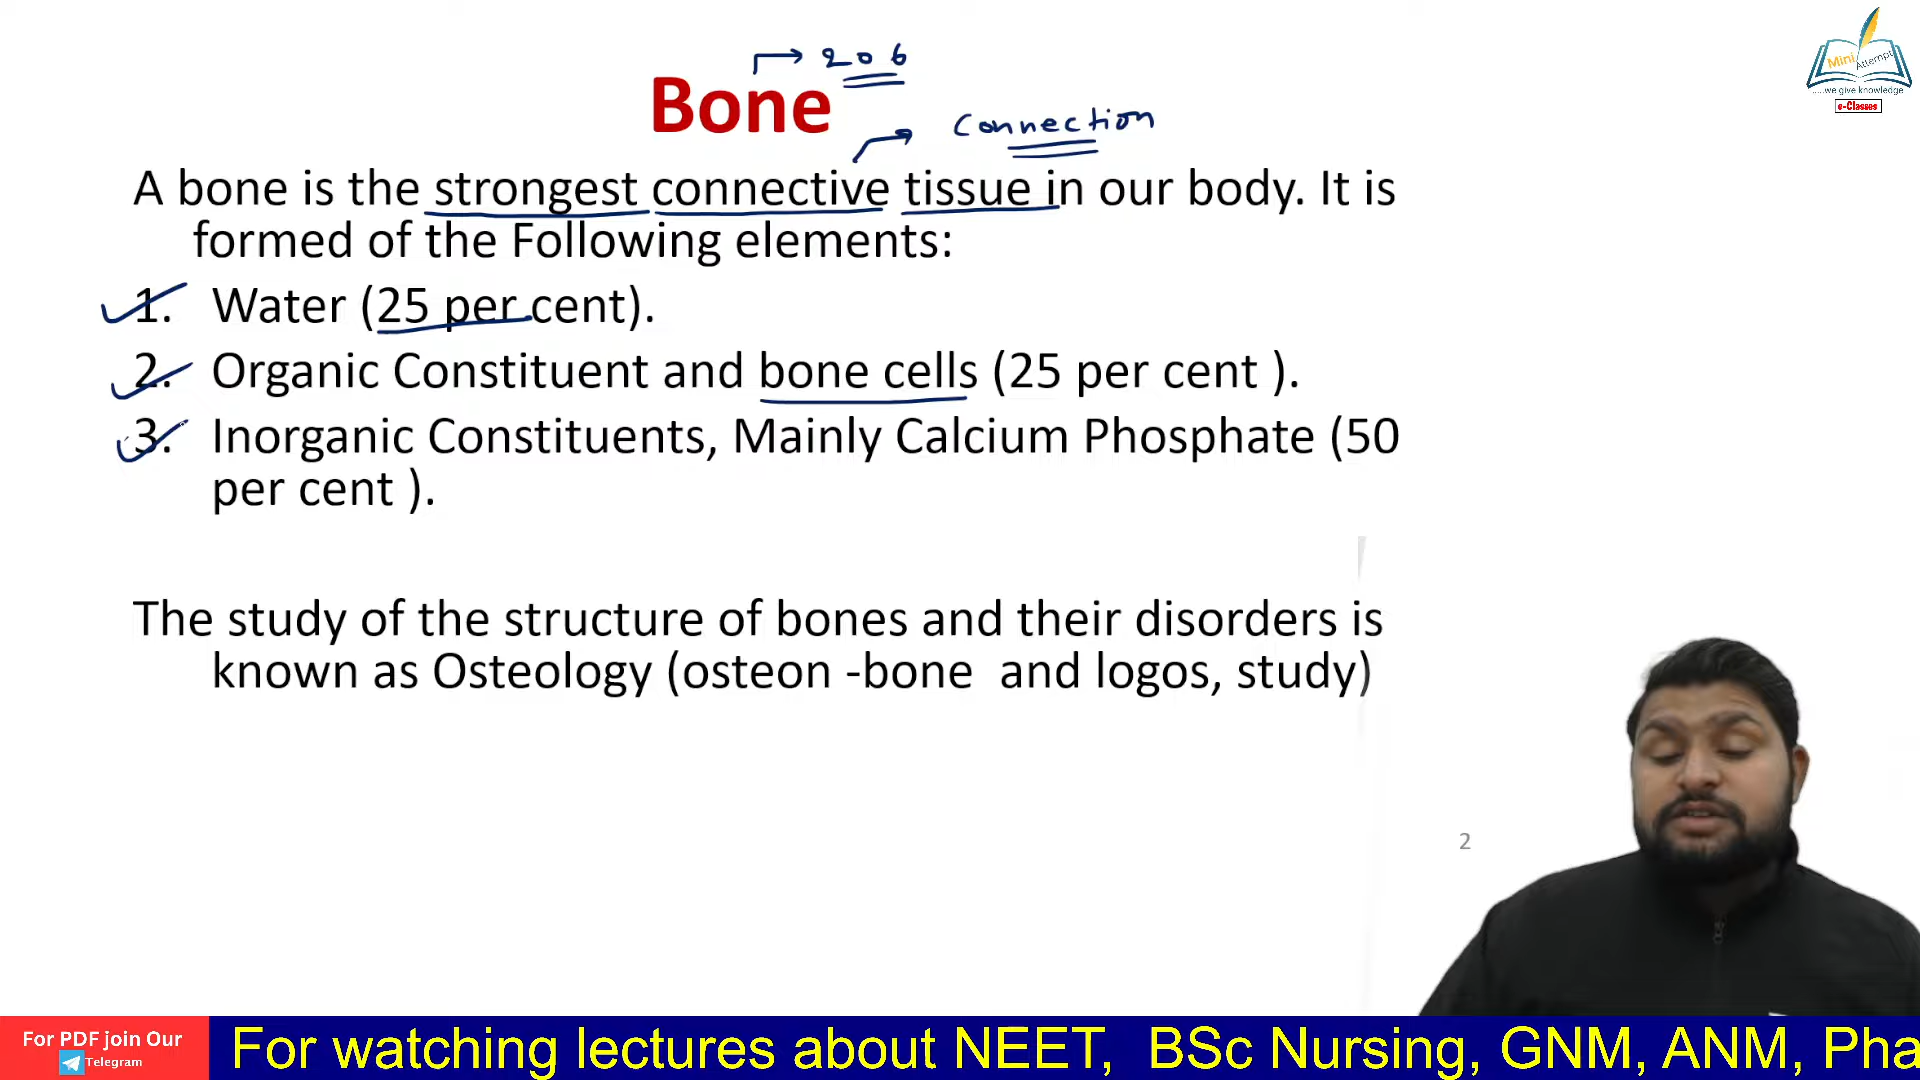 206
Bone
Connection
A bone is the strongest connective tissue in our body. It is
formed of the Following elements:
1. Water (25 per cent).
2. Organic Constituent and bone cells (25 per cent ).
3. Inorganic Constituents, Mainly Calcium Phosphate (50
per cent ).
The study of the structure of bones and their disorders is
known as Osteology (osteon -bone and logos, study)
2
Mini Attempt
.....we give knowledge
e-Classes
For PDF join Our
Telegram
For watching lectures about NEET, BSc Nursing, GNM, ANM, Pha